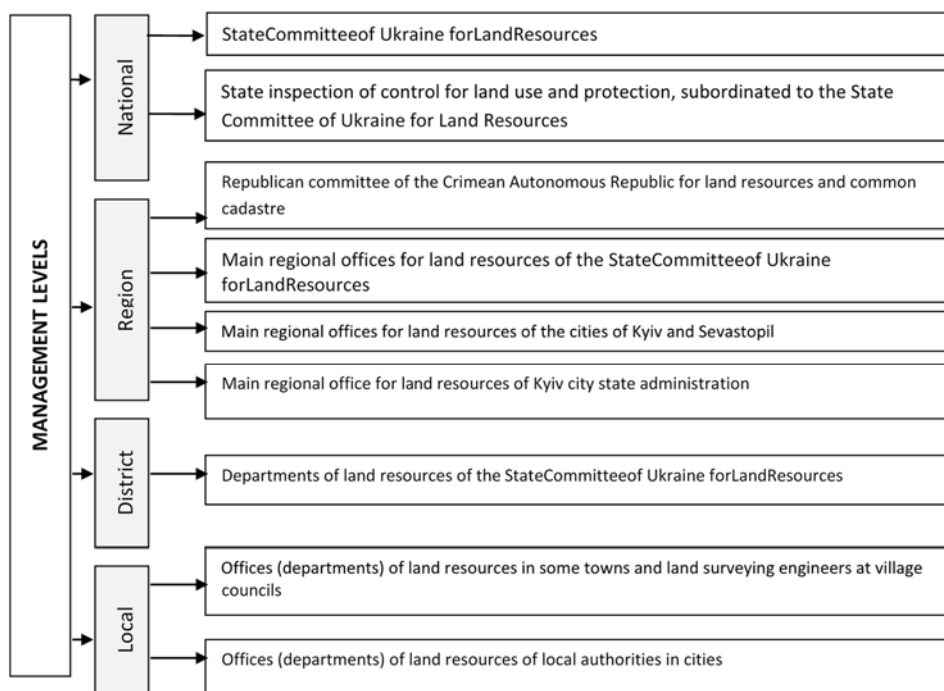 MANAGEMENT LEVELS
National
StateCommitteeof Ukraine forLandResources
State inspection of control for land use and protection, subordinated to the State
Committee of Ukraine for Land Resources
Region
Republican committee of the Crimean Autonomous Republic for land resources and common
cadastre
Main regional offices for land resources of the StateCommitteeof Ukraine
forLandResources
Main regional offices for land resources of the cities of Kyiv and Sevastopil
Main regional office for land resources of Kyiv city state administration
District
Departments of land resources of the StateCommitteeof Ukraine forLandResources
Local
Offices (departments) of land resources in some towns and land surveying engineers at village
councils
Offices (departments) of land resources of local authorities in cities